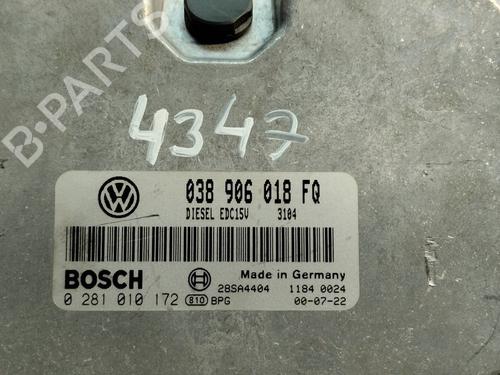 B-PARTS
4347
038 906 018 FQ
DIESEL EDC15V 3104
BOSCH
Made in Germany
28SA4404 1184 0024
0 281 010 172 810 BPG 00-07-22